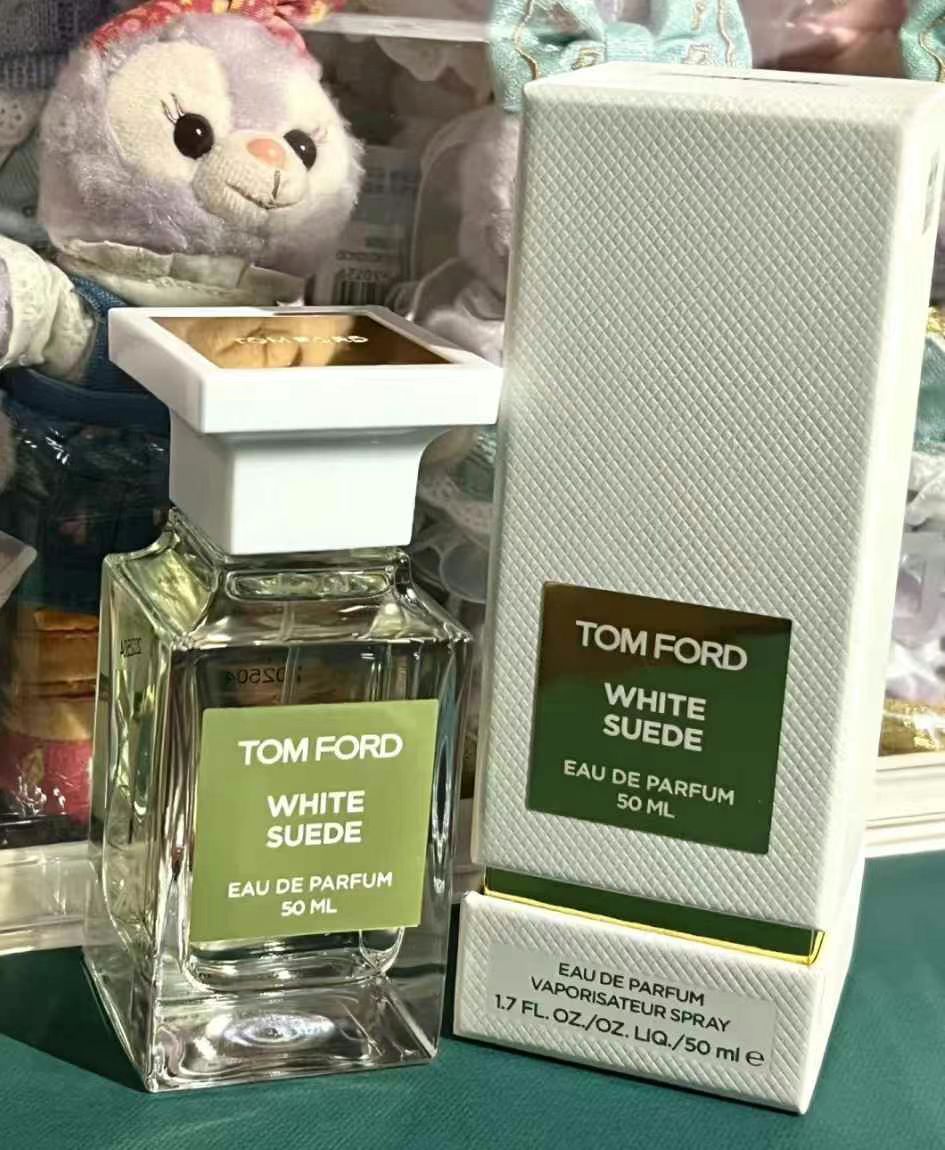 TOM FORD
TOM FORD
WHITE
SUEDE
EAU DE PARFUM
50 ML
TOM FORD
WHITE
SUEDE
EAU DE PARFUM
50 ML
EAU DE PARFUM
VAPORISATEUR SPRAY
1.7 FL. OZ./OZ. LIQ./50 ml e